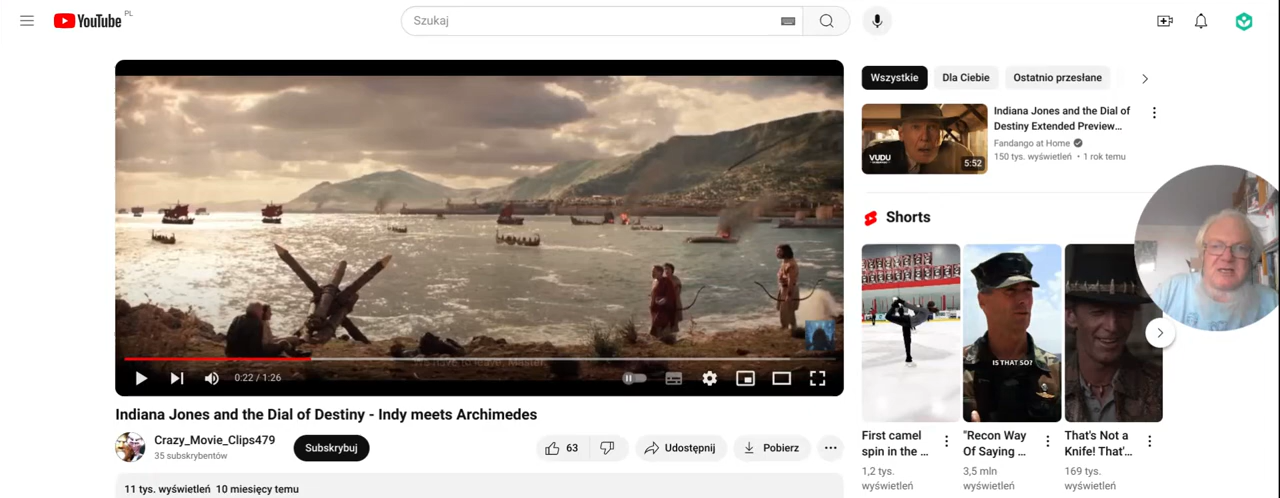 YouTube PL
Szukaj
0:22 / 1:26
Indiana Jones and the Dial of Destiny - Indy meets Archimedes
Crazy_Movie_Clips479
35 subskrybentów
Subskrybuj
63
Udostępnij
Pobierz
11 tys. wyświetleń 10 miesięcy temu
Wszystkie
Dla Ciebie
Ostatnio przesłane
VUDU
5:52
Indiana Jones and the Dial of
Destiny Extended Preview...
Fandango at Home
150 tys. wyświetleń • 1 rok temu
Shorts
IS THAT SO?
First camel
spin in the ...
1,2 tys.
wyświetleń
"Recon Way
Of Saying ...
3,5 mln
wyświetleń
That's Not a
Knife! That'...
169 tys.
wyświetleń